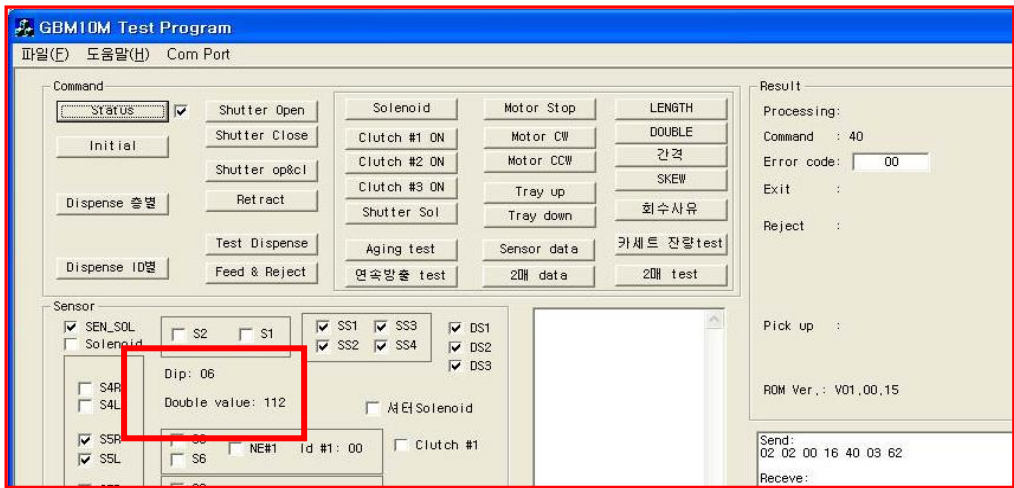 GBM10M Test Program
파일(F) 도움말(H) Com Port
Command
Status
Initial
Dispense 층별
Dispense ID별
Shutter Open
Shutter Close
Shutter op&cl
Retract
Test Dispense
Feed & Reject
Solenoid
Clutch #1 ON
Clutch #2 ON
Clutch #3 ON
Shutter Sol
Aging test
연속방출 test
Motor Stop
Motor CW
Motor CCW
Tray up
Tray down
Sensor data
2매 data
LENGTH
DOUBLE
간격
SKEW
회수사유
카세트 잔량test
2매 test
Result
Processing:
Command : 40
Error code: 00
Exit :
Reject :
Pick up :
ROM Ver.: V01.00.15
Sensor
SEN_SOL
Solenoid
S2 S1
SS1 SS3
SS2 SS4
DS1
DS2
DS3
Dip: 06
Double value: 112
S4R
S4L
셔터Solenoid
S5R
S5L
S6
NE#1 Id #1: 00
Clutch #1
Send:
02 02 00 16 40 03 62
Receve: